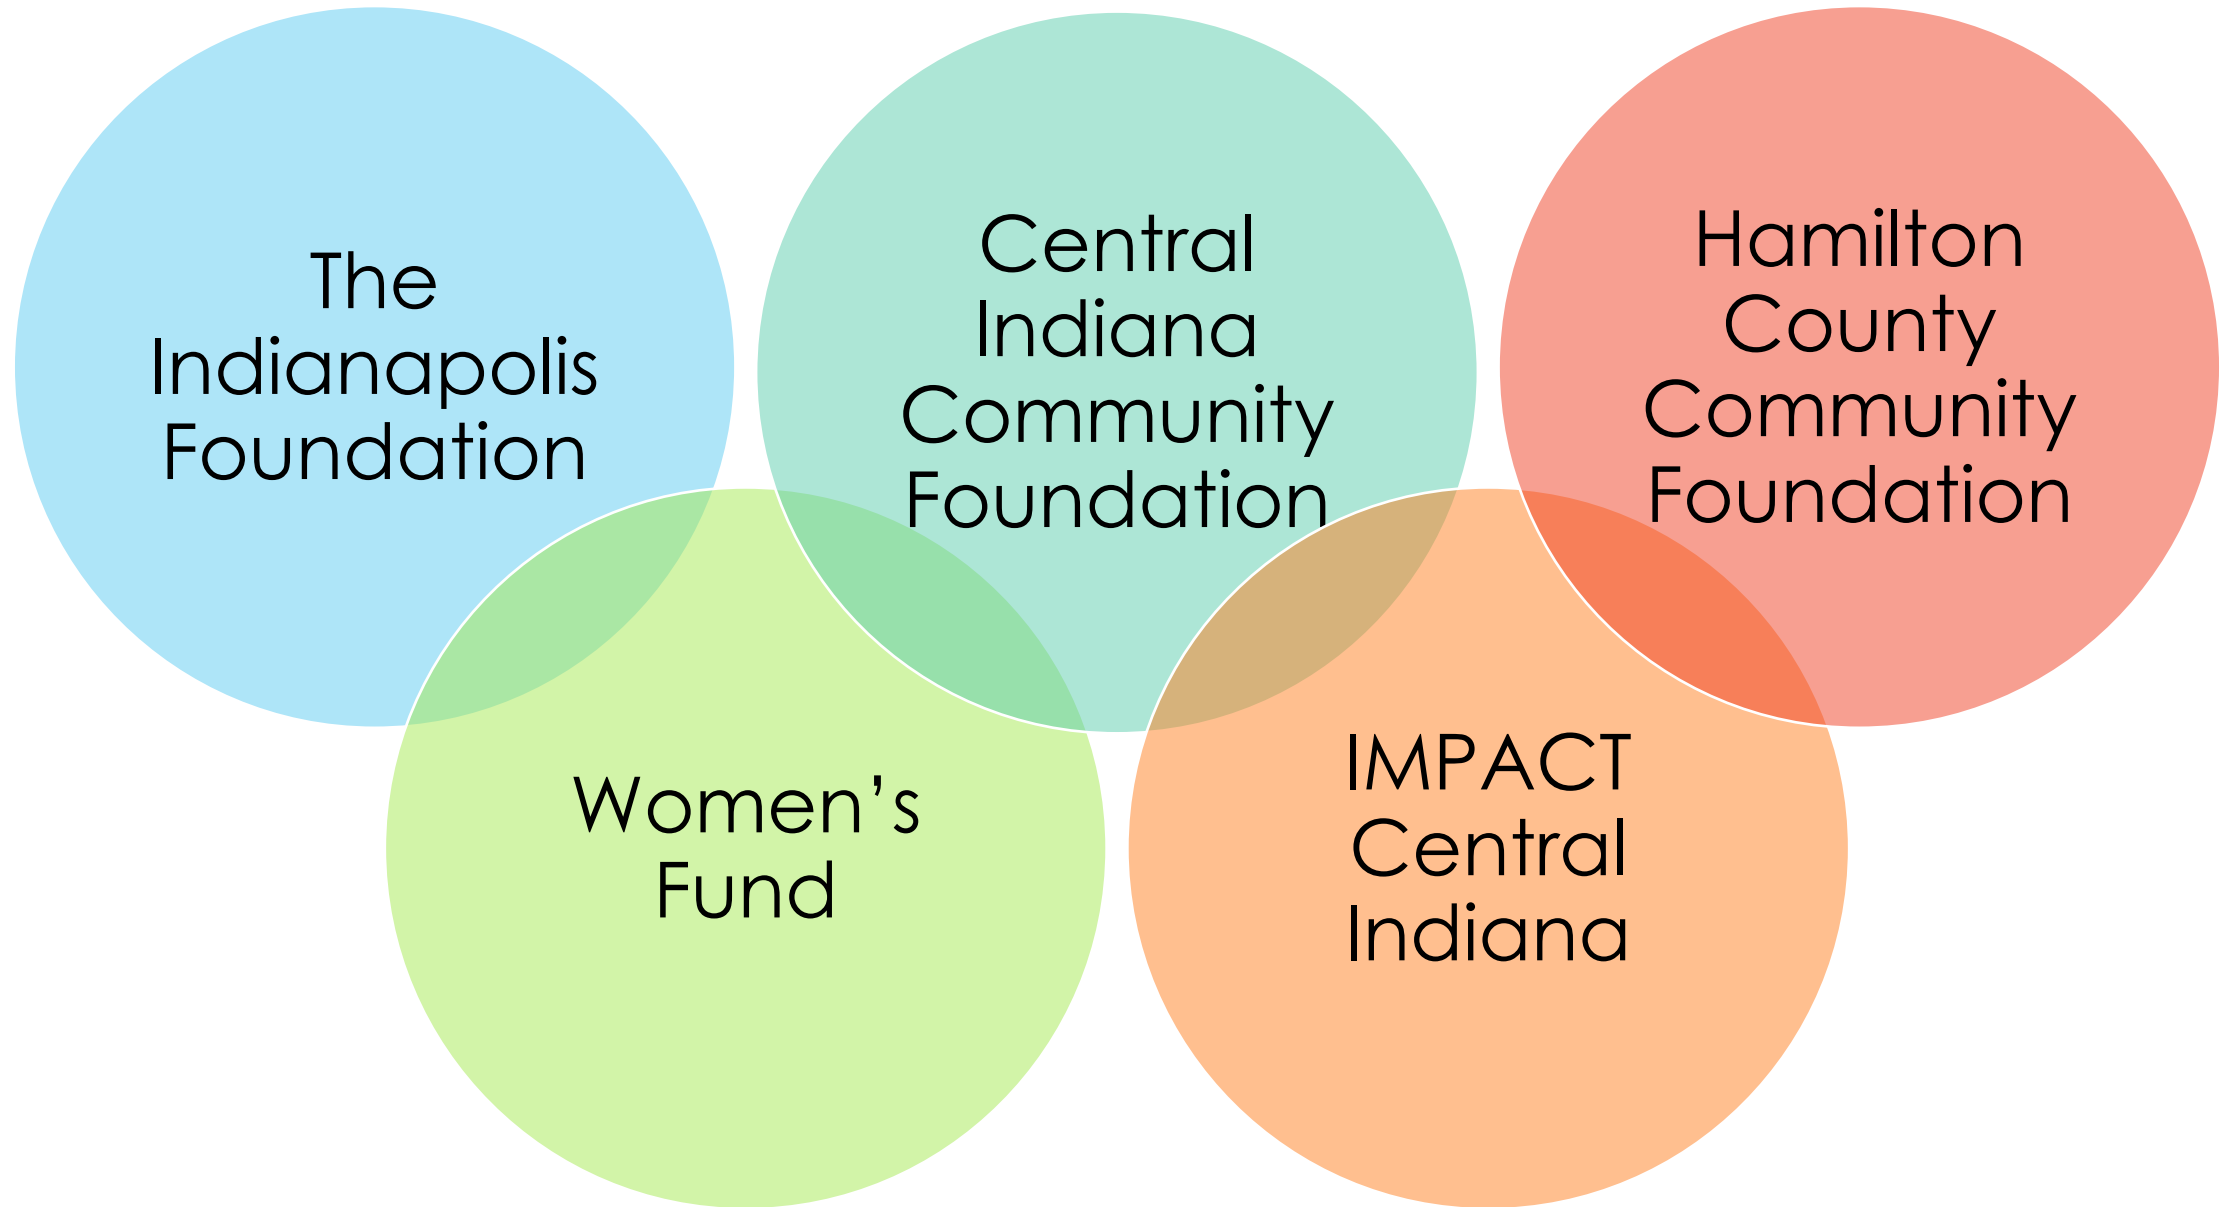 The
Indianapolis
Foundation
Central
Indiana
Community
Foundation
Hamilton
County
Community
Foundation
Women’s
Fund
IMPACT
Central
Indiana